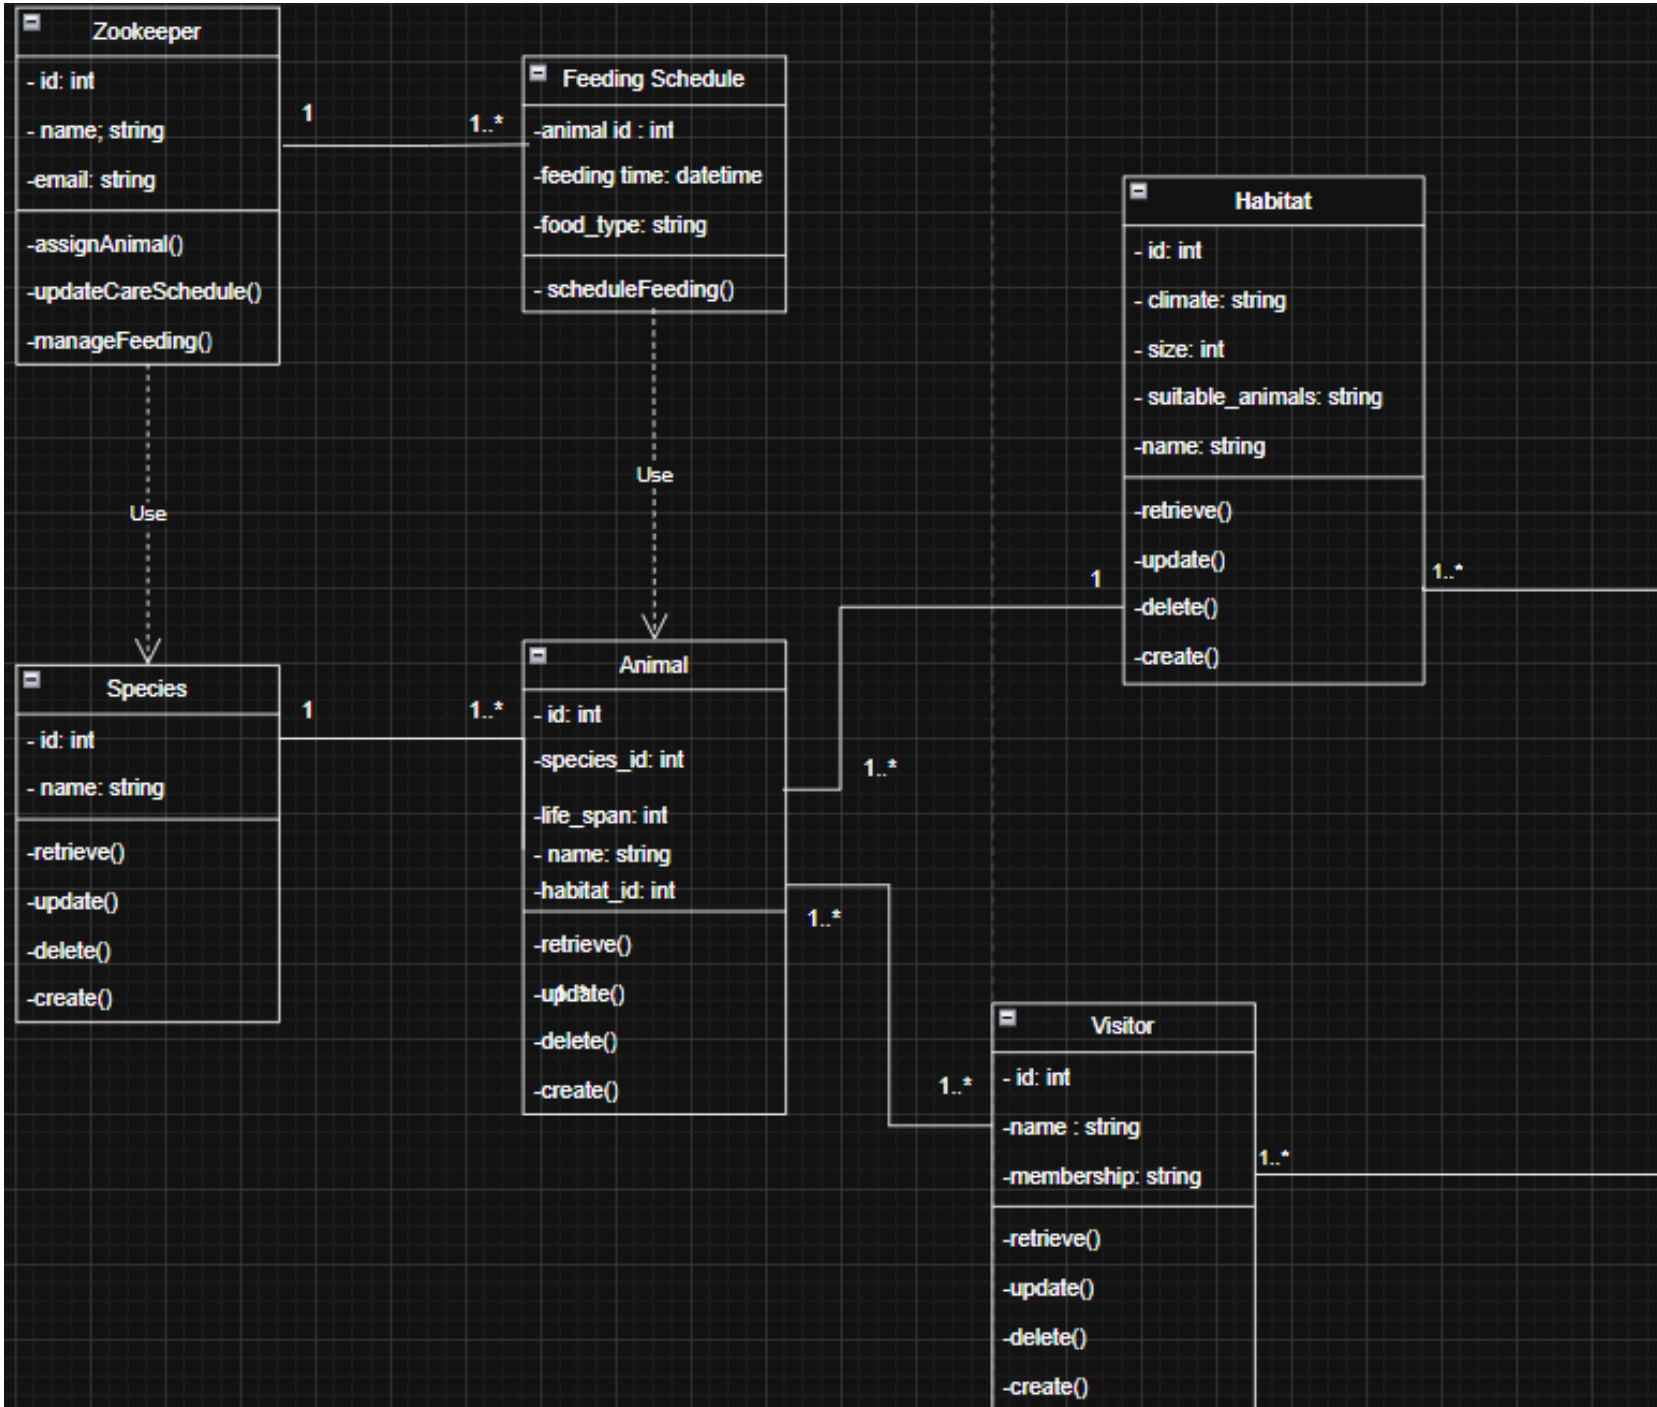 Zookeeper
- id: int
- name; string
-email: string
-assignAnimal()
-updateCareSchedule()
-manageFeeding()
1
1..*
Feeding Schedule
-animal id : int
-feeding time: datetime
-food_type: string
- scheduleFeeding()
Use
Use
Habitat
- id: int
- climate: string
- size: int
- suitable_animals: string
-name: string
-retrieve()
-update()
-delete()
-create()
1
1..*
1..*
Species
- id: int
- name: string
-retrieve()
-update()
-delete()
-create()
1
1..*
Animal
- id: int
-species_id: int
-life_span: int
- name: string
-habitat_id: int
-retrieve()
-update()
-delete()
-create()
1..*
1..*
Visitor
- id: int
-name : string
-membership: string
-retrieve()
-update()
-delete()
-create()
1..*